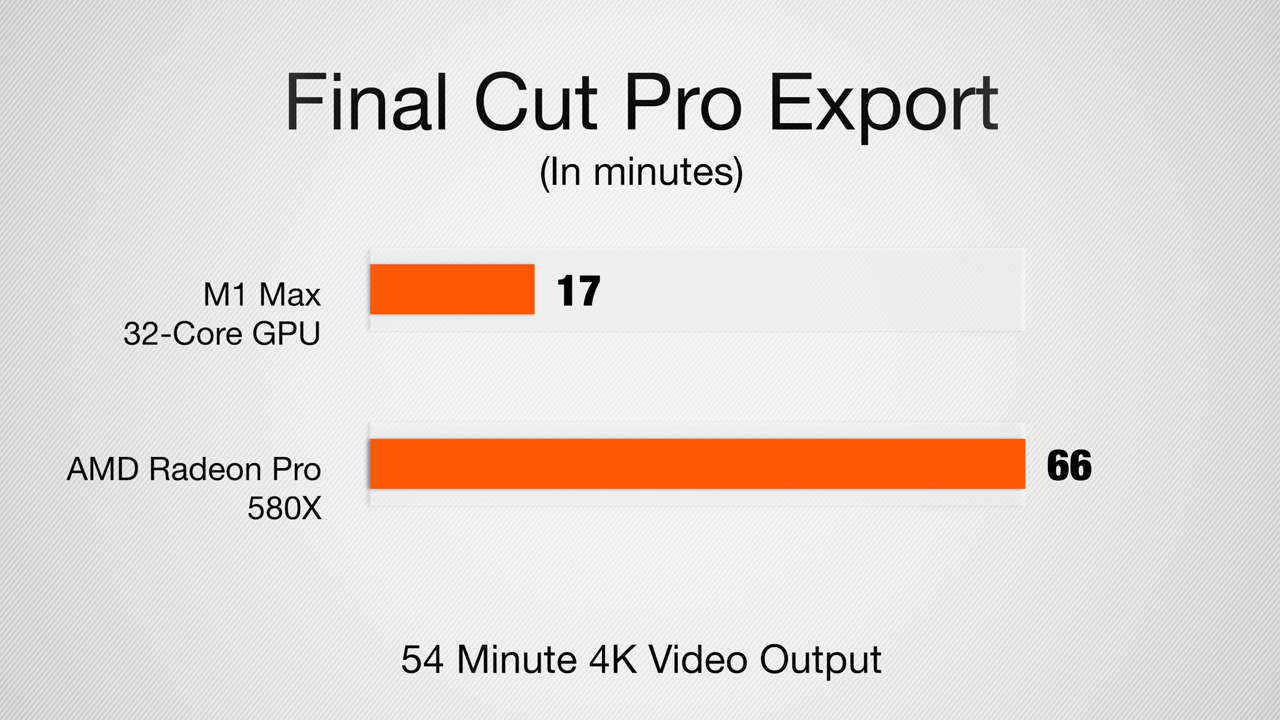 Final Cut Pro Export
(In minutes)
M1 Max
32-Core GPU
17
AMD Radeon Pro
580X
66
54 Minute 4K Video Output